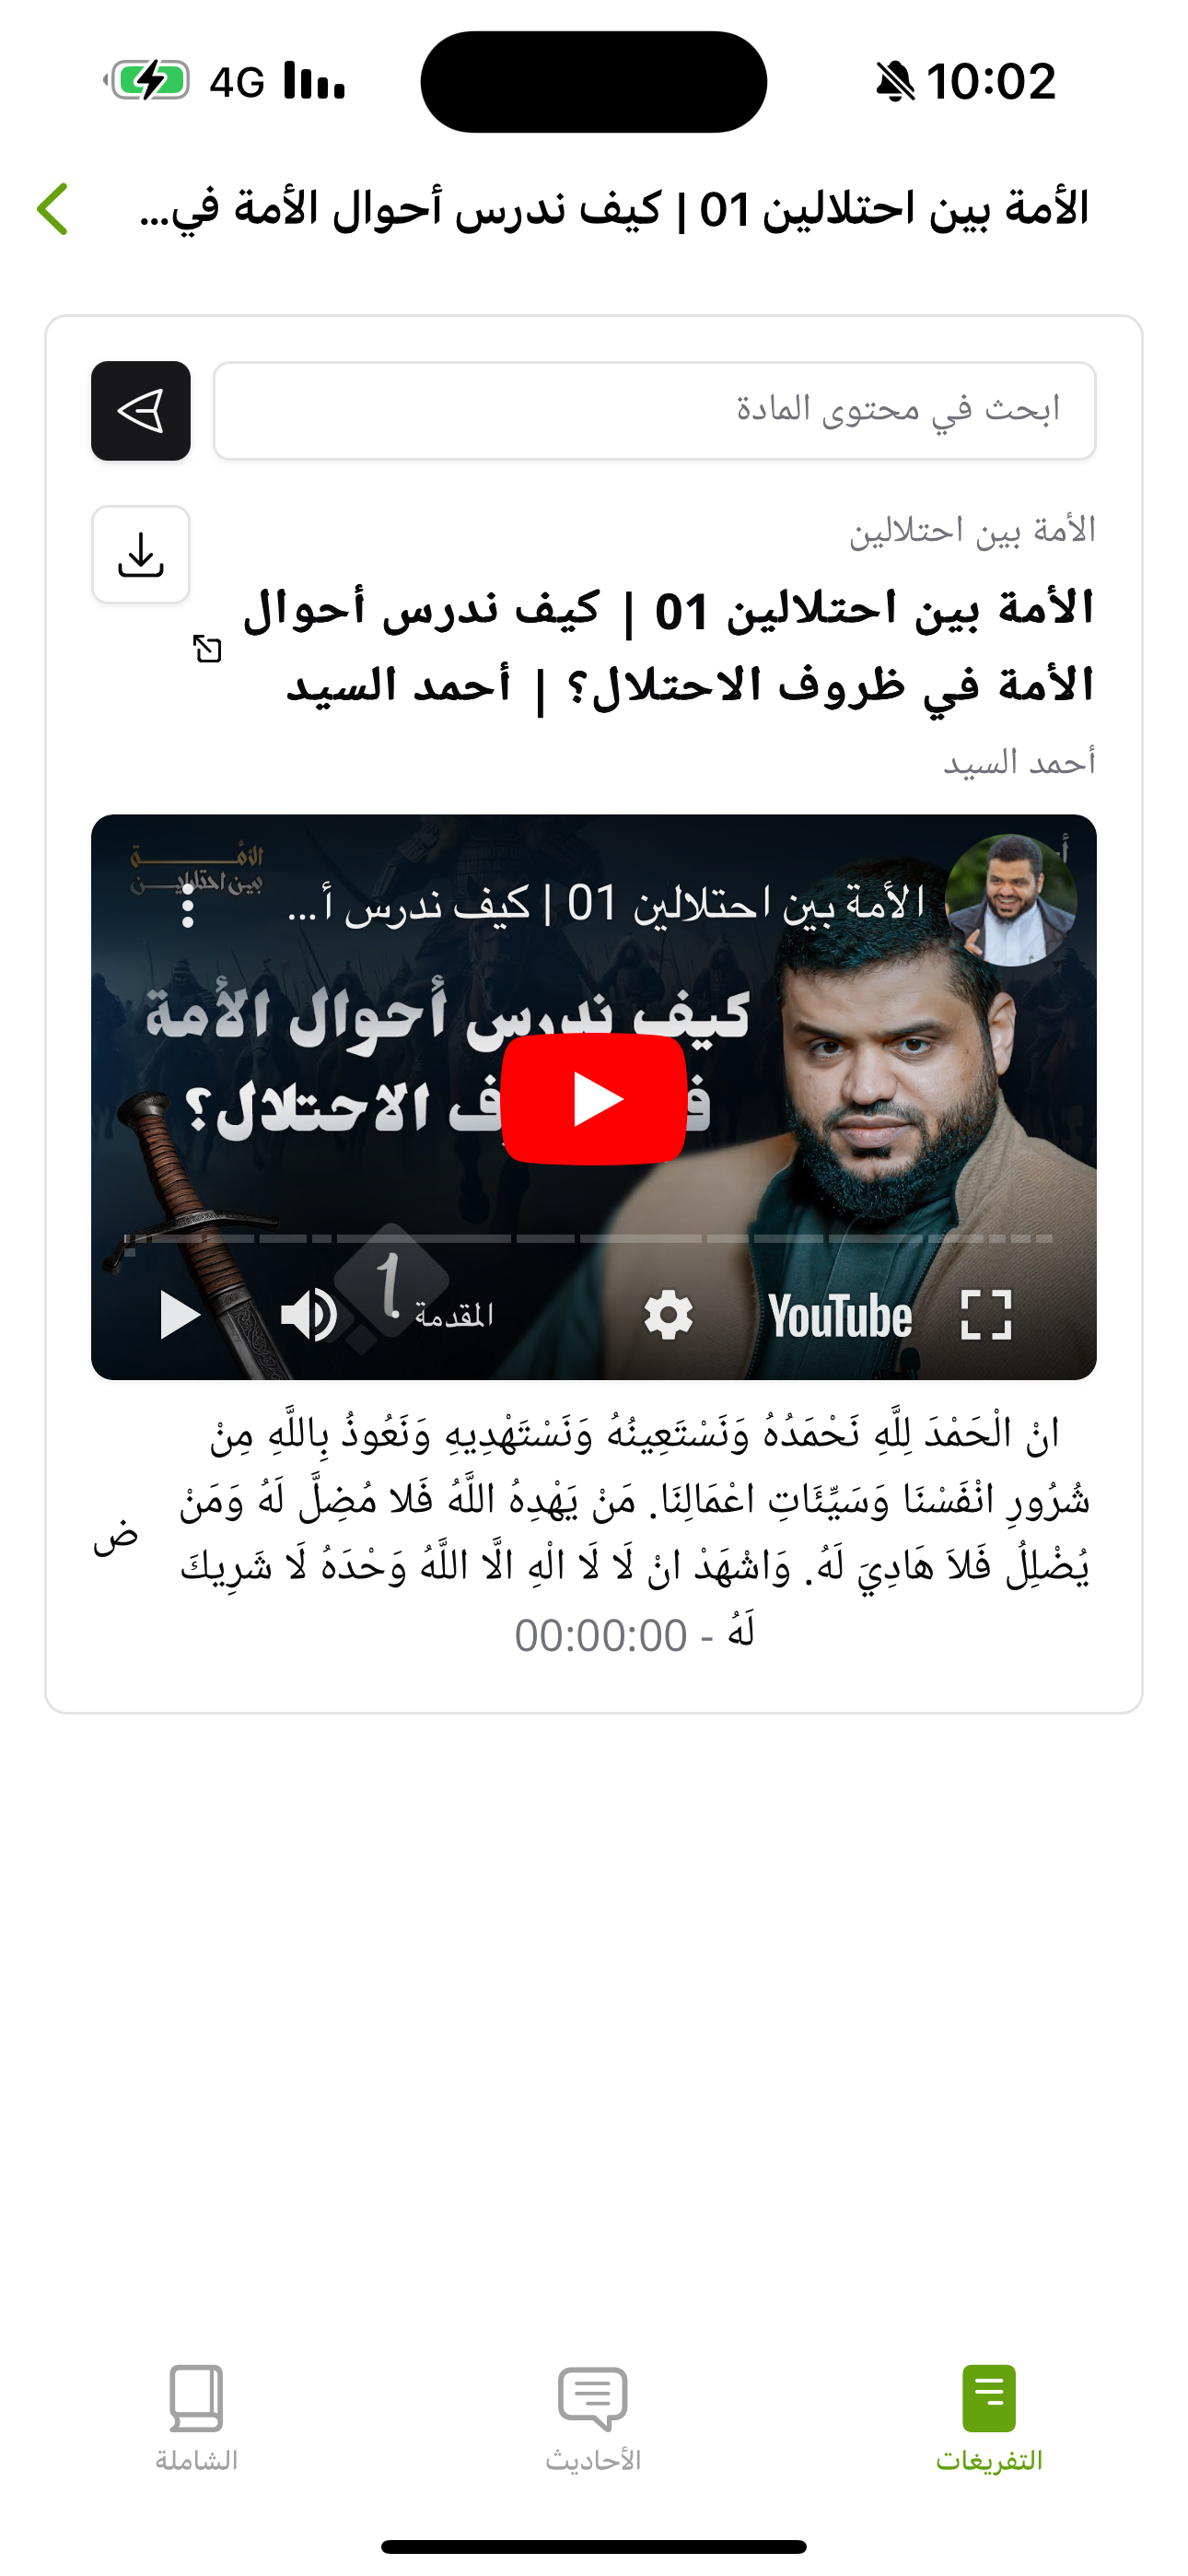 10:02
4G
الأمة بين احتلالين 01 | كيف ندرس أحوال الأمة في...
ابحث في محتوى المادة
الأمة بين احتلالين
الأمة بين احتلالين 01 | كيف ندرس أحوال
الأمة في ظروف الاحتلال؟ | أحمد السيد
أحمد السيد
الأمة بين احتلالين
الأمة بين احتلالين 01 | كيف ندرس أ...
كيف ندرس أحوال الأمة
الاحتلال؟
1
المقدمة
YouTube
انْ الْحَمْدَ لِلَّهِ نَحْمَدُهُ وَنَسْتَعِينُهُ وَنَسْتَهْدِيهِ وَنَعُوذُ بِاللَّهِ مِنْ
شُرُورِ انْفَسْنَا وَسَيِّئَاتِ اعْمَالِنَا. مَنْ يَهْدِهُ اللَّهُ فَلا مُضِلَّ لَهُ وَمَنْ
يُضْلِلُ فَلاَ هَادِيَ لَهُ. وَاشْهَدْ انْ لَا لَا الْهِ الَّا اللَّهُ وَحْدَهُ لَا شَرِيكَ
لَهُ - 00:00:00
ض
التفريغات
الأحاديث
الشاملة